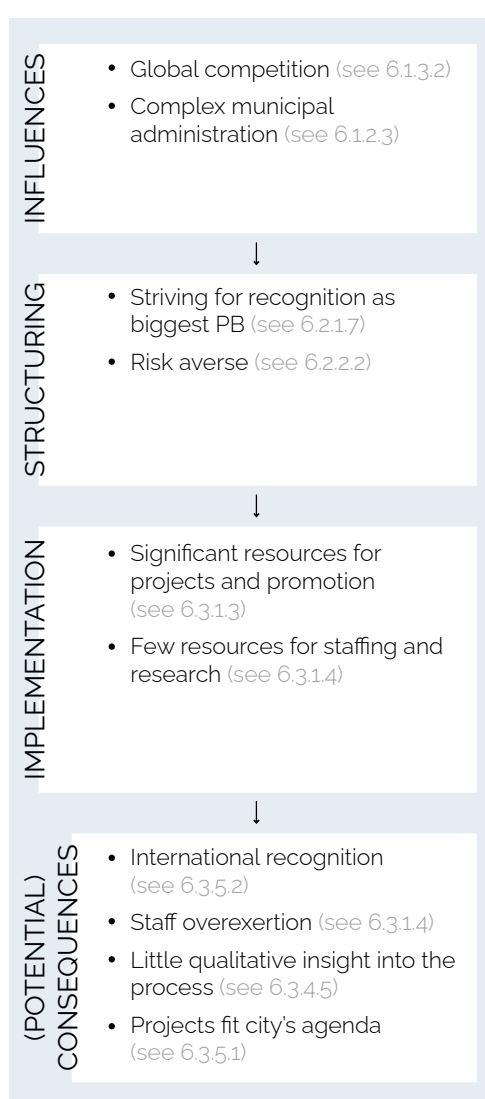 INFLUENCES
• Global competition (see 6.1.3.2)
• Complex municipal
administration (see 6.1.2.3)
↓
STRUCTURING
• Striving for recognition as
biggest PB (see 6.2.1.7)
• Risk averse (see 6.2.2.2)
↓
IMPLEMENTATION
• Significant resources for
projects and promotion
(see 6.3.1.3)
• Few resources for staffing and
research (see 6.3.1.4)
↓
(POTENTIAL)
CONSEQUENCES
• International recognition
(see 6.3.5.2)
• Staff overexertion (see 6.3.1.4)
• Little qualitative insight into the
process (see 6.3.4.5)
• Projects fit city's agenda
(see 6.3.5.1)